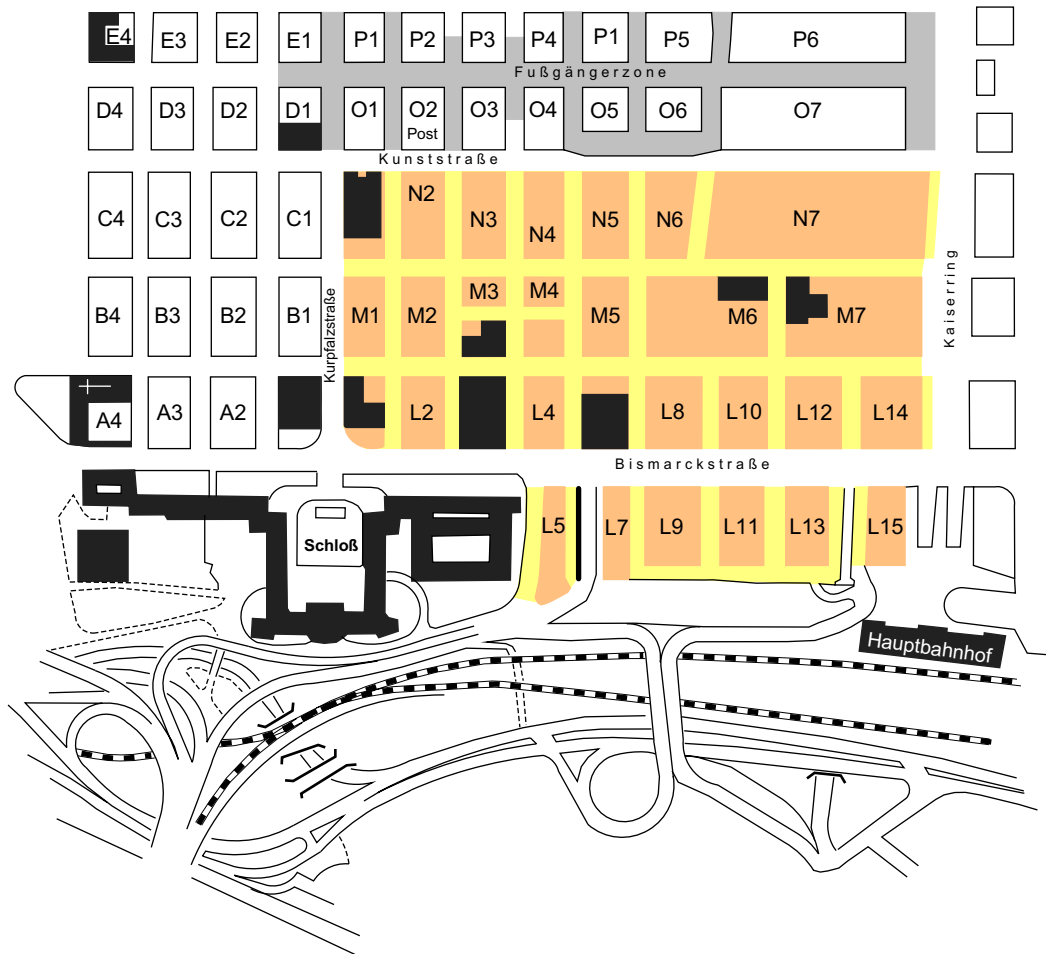 E4 E3 E2 E1 P1 P2 P3 P4 P1 P5 P6
Fußgängerzone
D4 D3 D2 D1 O1 O2 O3 O4 O5 O6 O7
Post
Kunststraße
C4 C3 C2 C1 N2 N3 N4 N5 N6 N7
Kurpfalzstraße
Kaiserring
B4 B3 B2 B1 M1 M2 M3 M4 M5 M6 M7
A4 A3 A2 L2 L4 L8 L10 L12 L14
Bismarckstraße
Schloß
L5 L7 L9 L11 L13 L15
Hauptbahnhof